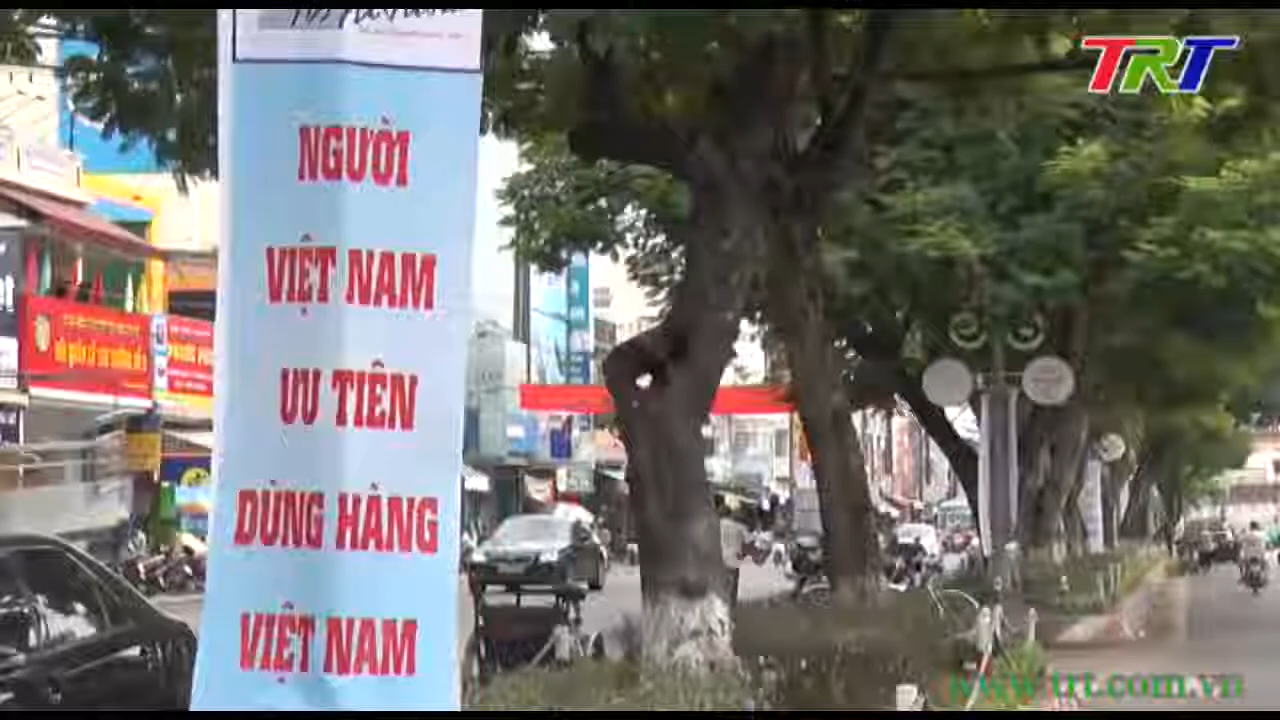 TRT
NGƯỜI
VIỆT NAM
ƯU TIÊN
DÙNG HÀNG
VIỆT NAM
www.trt.com.vn